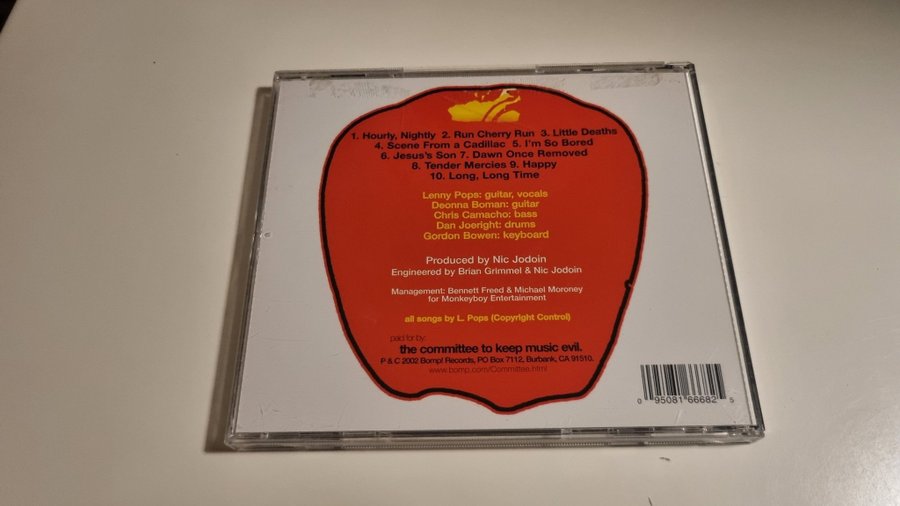 1. Hourly, Nightly 2. Run Cherry Run 3. Little Deaths
4. Scene From a Cadillac 5. I'm So Bored
6. Jesus's Son 7. Dawn Once Removed
8. Tender Mercies 9. Happy
10. Long, Long Time
Lenny Pops: guitar, vocals
Deonna Boman: guitar
Chris Camacho: bass
Dan Joeright: drums
Gordon Bowen: keyboard
Produced by Nic Jodoin
Engineered by Brian Grimmel & Nic Jodoin
Management: Bennett Freed & Michael Moroney
for Monkeyboy Entertainment
all songs by L. Pops (Copyright Control)
paid for by:
the committee to keep music evil.
P & C 2002 Bomp! Records, PO Box 7112, Burbank, CA 91510.
www.bomp.com/Committee.html
0 95081 66682 5